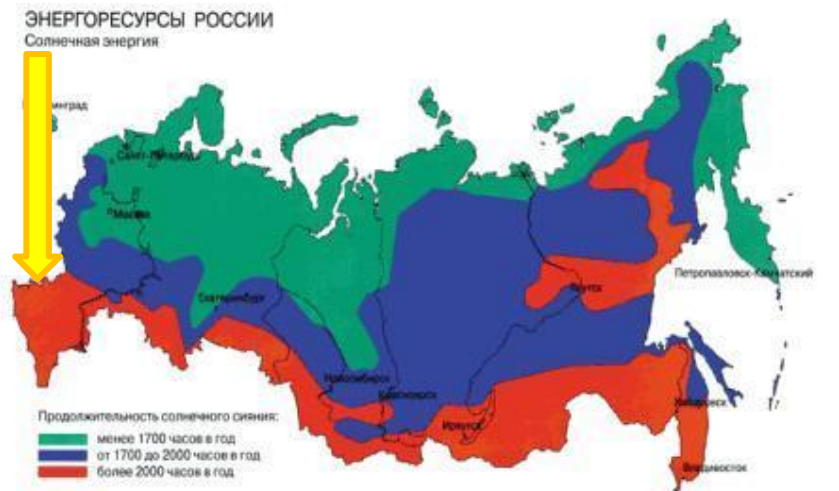 ЭНЕРГОРЕСУРСЫ РОССИИ
Солнечная энергия
инград
Санкт-Петербург
Москва
Петропавловск-Камчатский
Екатеринбург
Якутск
Новосибирск
Красноярск
Хабаровск
Иркутск
Продолжительность солнечного сияния:
менее 1700 часов в год
от 1700 до 2000 часов в год
более 2000 часов в год
Владивосток